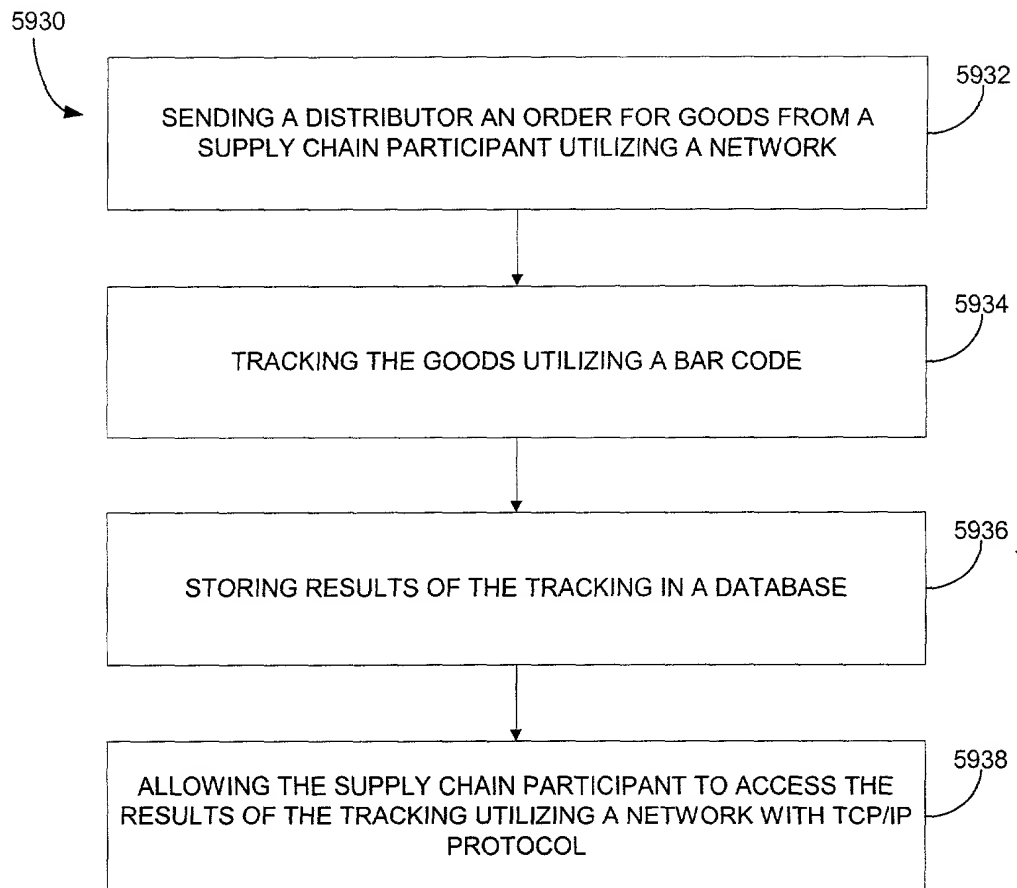 5930
5932
SENDING A DISTRIBUTOR AN ORDER FOR GOODS FROM A
SUPPLY CHAIN PARTICIPANT UTILIZING A NETWORK
5934
TRACKING THE GOODS UTILIZING A BAR CODE
5936
STORING RESULTS OF THE TRACKING IN A DATABASE
5938
ALLOWING THE SUPPLY CHAIN PARTICIPANT TO ACCESS THE
RESULTS OF THE TRACKING UTILIZING A NETWORK WITH TCP/IP
PROTOCOL